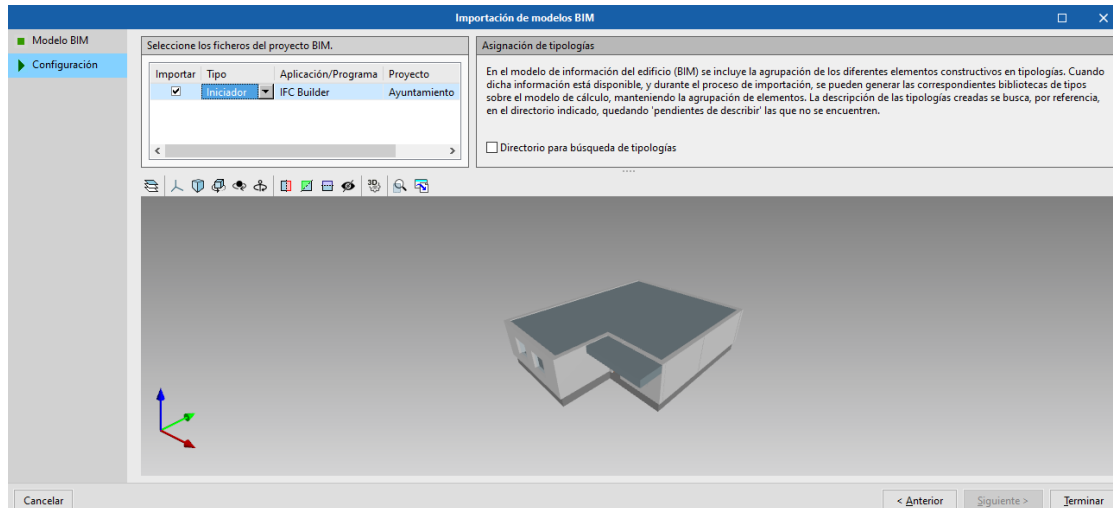 Importación de modelos BIM
Modelo BIM
Configuración
Seleccione los ficheros del proyecto BIM.
Importar Tipo Aplicación/Programa Proyecto
Iniciador IFC Builder Ayuntamiento
Asignación de tipologías
En el modelo de información del edificio (BIM) se incluye la agrupación de los diferentes elementos constructivos en tipologías. Cuando
dicha información está disponible, y durante el proceso de importación, se pueden generar las correspondientes bibliotecas de tipos
sobre el modelo de cálculo, manteniendo la agrupación de elementos. La descripción de las tipologías creadas se busca, por referencia,
en el directorio indicado, quedando 'pendientes de describir' las que no se encuentren.
Directorio para búsqueda de tipologías
3D
Cancelar
< Anterior
Siguiente >
Terminar